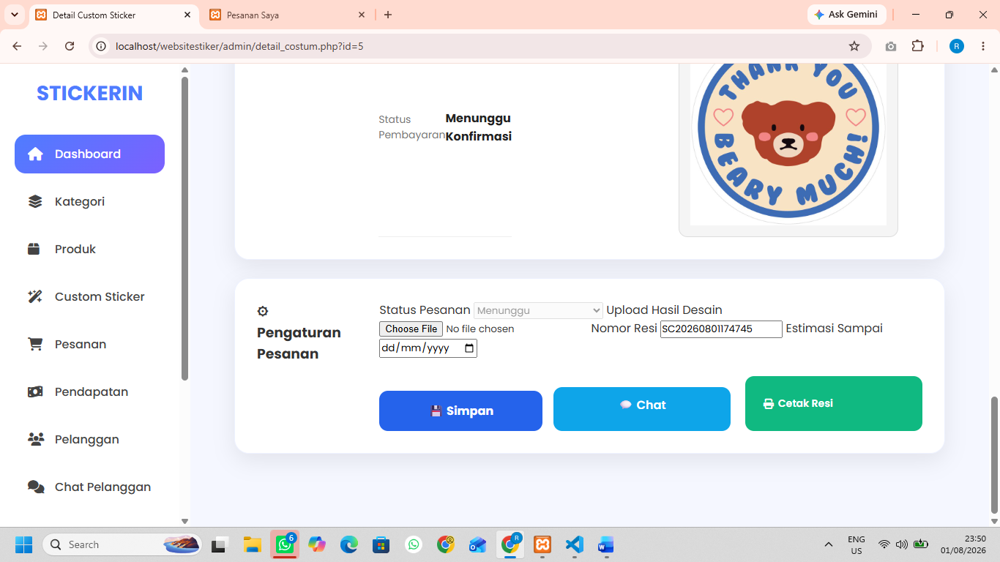 Detail Custom Sticker
Pesanan Saya
Ask Gemini
localhost/websitestiker/admin/detail_costum.php?id=5
R
STICKERIN
Dashboard
Kategori
Produk
Custom Sticker
Pesanan
Pendapatan
Pelanggan
Chat Pelanggan
Status
Pembayaran
Menunggu
Konfirmasi
THANK YOU
BEARY MUCH!
Pengaturan
Pesanan
Status Pesanan Menunggu Upload Hasil Desain
Choose File No file chosen Nomor Resi SC20260801174745 Estimasi Sampai
dd/mm/yyyy
Simpan
Chat
Cetak Resi
Search
6
R
ENG
US
23:50
01/08/2026